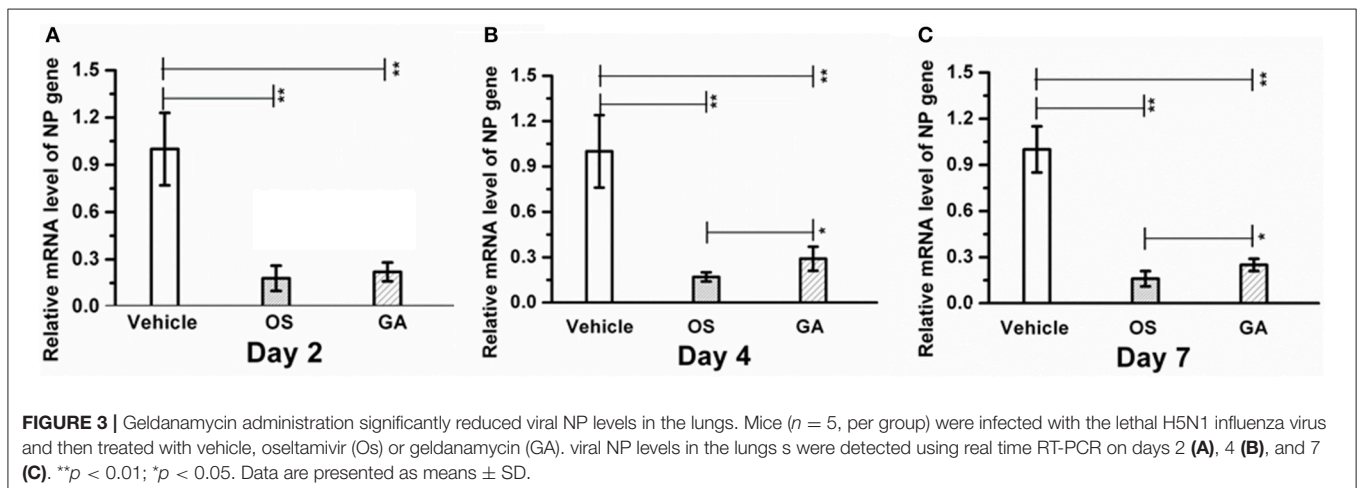 A
Relative mRNA level of NP gene
1.5
1.2
0.9
0.6
0.3
0.0
**
**
Vehicle
OS
GA
Day 2
B
Relative mRNA level of NP gene
1.5
1.2
0.9
0.6
0.3
0.0
**
**
*
Vehicle
OS
GA
Day 4
C
Relative mRNA level of NP gene
1.5
1.2
0.9
0.6
0.3
0.0
**
**
*
Vehicle
OS
GA
Day 7
FIGURE 3 | Geldanamycin administration significantly reduced viral NP levels in the lungs. Mice (n = 5, per group) were infected with the lethal H5N1 influenza virus
and then treated with vehicle, oseltamivir (Os) or geldanamycin (GA). viral NP levels in the lungs s were detected using real time RT-PCR on days 2 (A), 4 (B), and 7
(C). **p < 0.01; *p < 0.05. Data are presented as means ± SD.